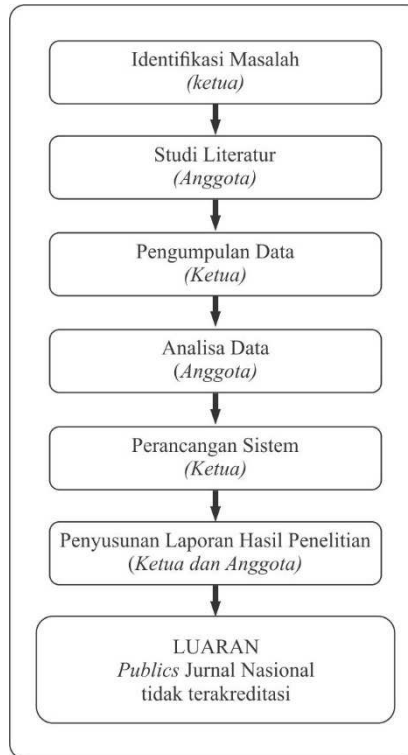 Identifikasi Masalah
(ketua)
Studi Literatur
(Anggota)
Pengumpulan Data
(Ketua)
Analisa Data
(Anggota)
Perancangan Sistem
(Ketua)
Penyusunan Laporan Hasil Penelitian
(Ketua dan Anggota)
LUARAN
Publics Jurnal Nasional
tidak terakreditasi